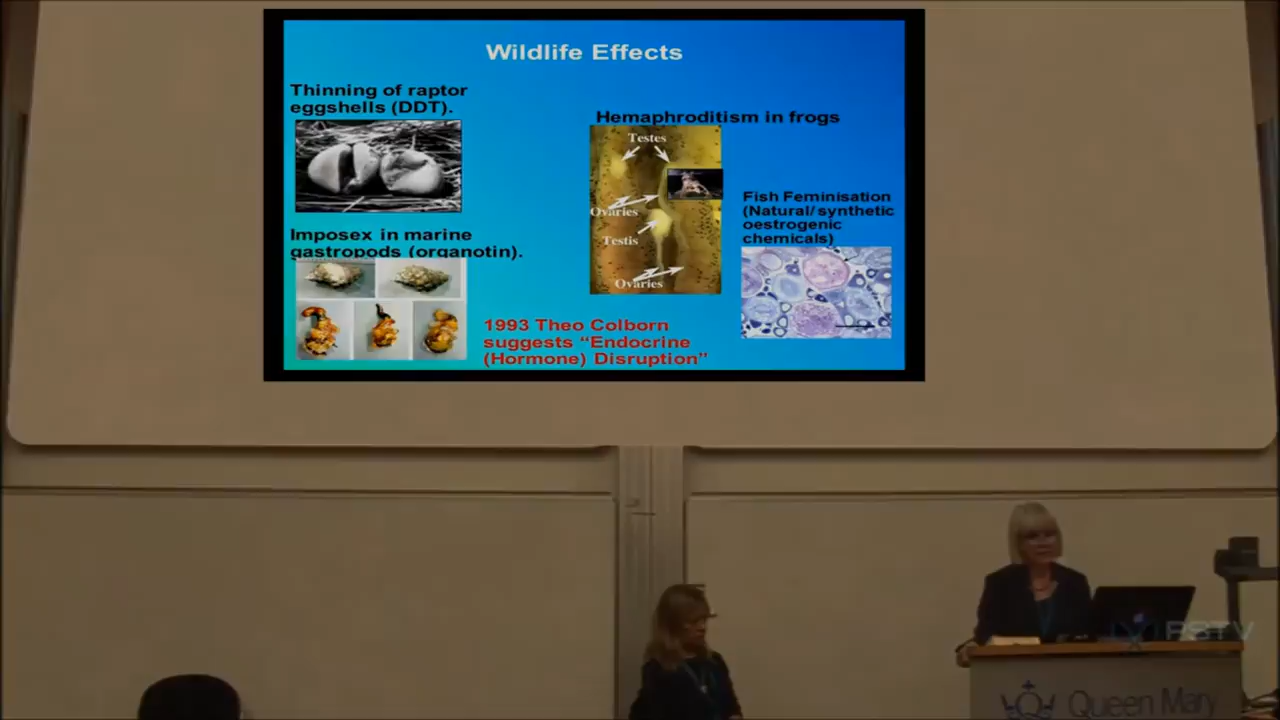 Wildlife Effects
Thinning of raptor
eggshells (DDT).
Hemaphroditism in frogs
Testes
Ovaries
Testis
Ovaries
Fish Feminisation
(Natural/ synthetic
oestrogenic
chemicals)
Imposex in marine
gastropods (organotin).
1993 Theo Colborn
suggests “Endocrine
(Hormone) Disruption”
PSTV
Queen Mary